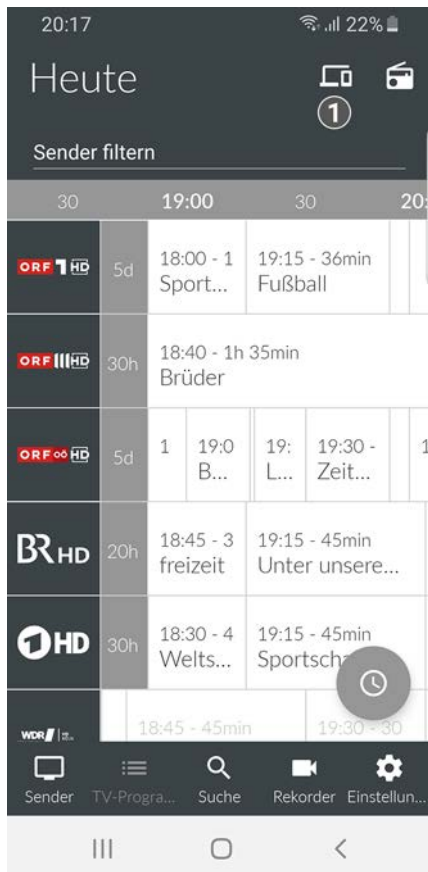 20:17 22%
Heute
1
Sender filtern
30 19:00 30 20:
ORF 1 HD 5d 18:00 - 1 19:15 - 36min
Sport... Fußball
ORF III HD 30h 18:40 - 1h 35min
Brüder
ORF oö HD 5d 1 19:0 19: 19:30 - 1
B... L... Zeit...
BR HD 20h 18:45 - 3 19:15 - 45min
freizeit Unter unsere...
1 HD 30h 18:30 - 4 19:15 - 45min
Welts... Sportsch
WDR 18:45 - 45min 19:30 - 30
Sender TV-Progra... Suche Rekorder Einstellun...